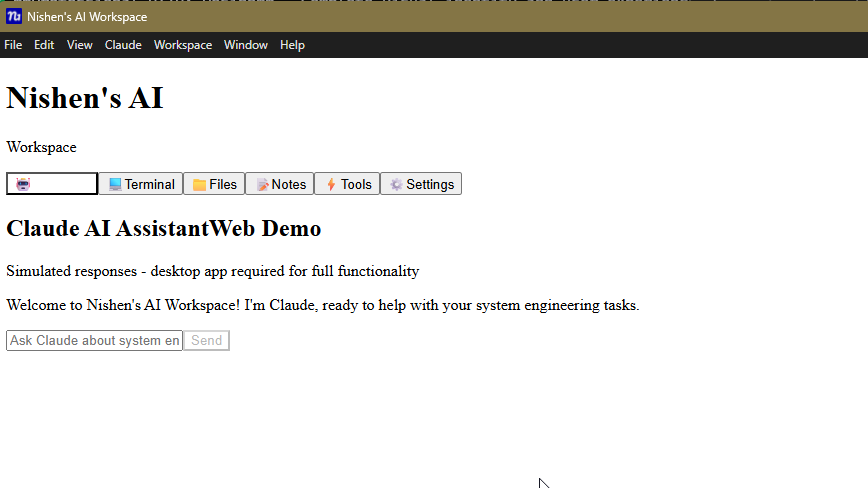 Nishen's AI Workspace
File Edit View Claude Workspace Window Help
Nishen's AI
Workspace
Terminal Files Notes Tools Settings
Claude AI AssistantWeb Demo
Simulated responses - desktop app required for full functionality
Welcome to Nishen's AI Workspace! I'm Claude, ready to help with your system engineering tasks.
Ask Claude about system en Send